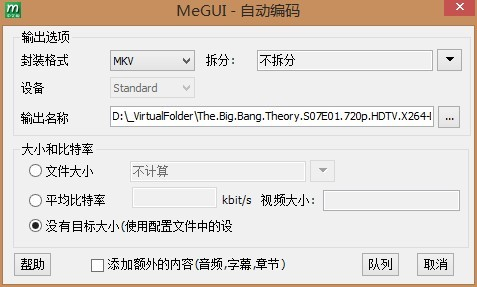 MeGUI - 自动编码
输出选项
封装格式 MKV 拆分： 不拆分
设备 Standard
输出名称 D:\_VirtualFolder\The.Big.Bang.Theory.S07E01.720p.HDTV.X264-I ...
大小和比特率
文件大小 不计算
平均比特率 kbit/s 视频大小：
没有目标大小(使用配置文件中的设
帮助 添加额外的内容(音频,字幕,章节) 队列 取消